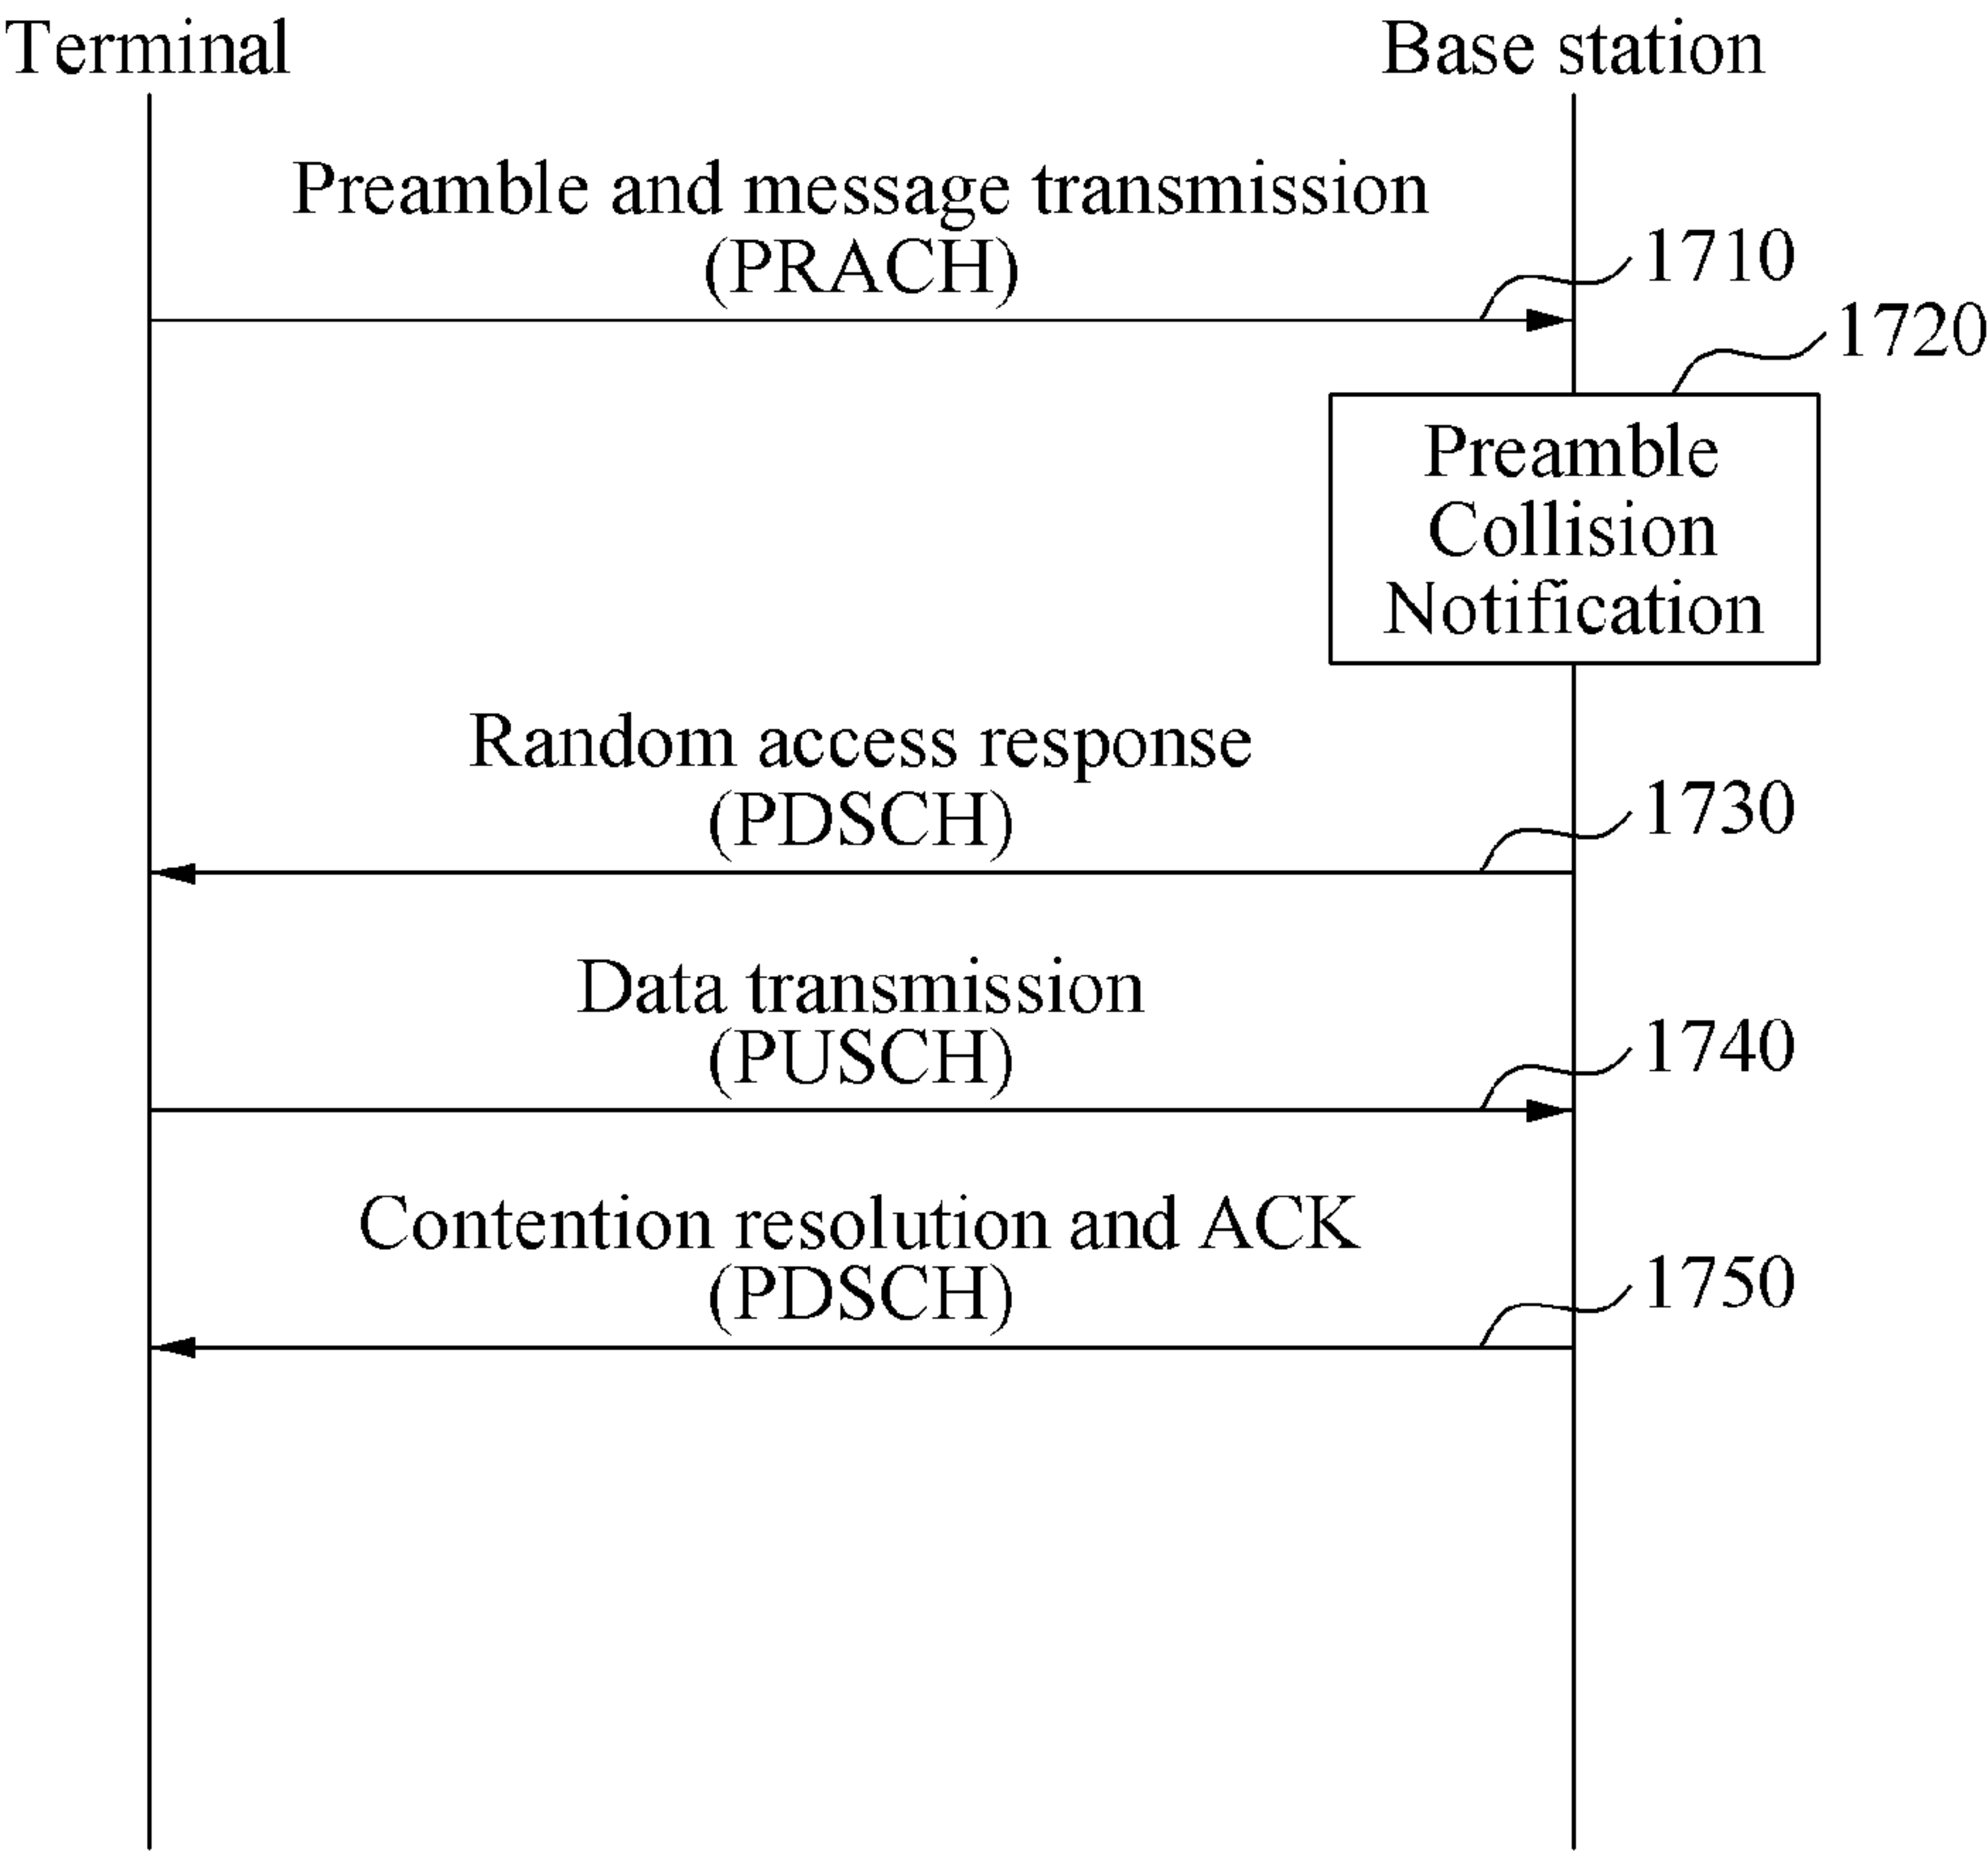 Terminal
Base station
Preamble and message transmission
(PRACH)
1710
1720
Preamble
Collision
Notification
Random access response
(PDSCH)
1730
Data transmission
(PUSCH)
1740
Contention resolution and ACK
(PDSCH)
1750